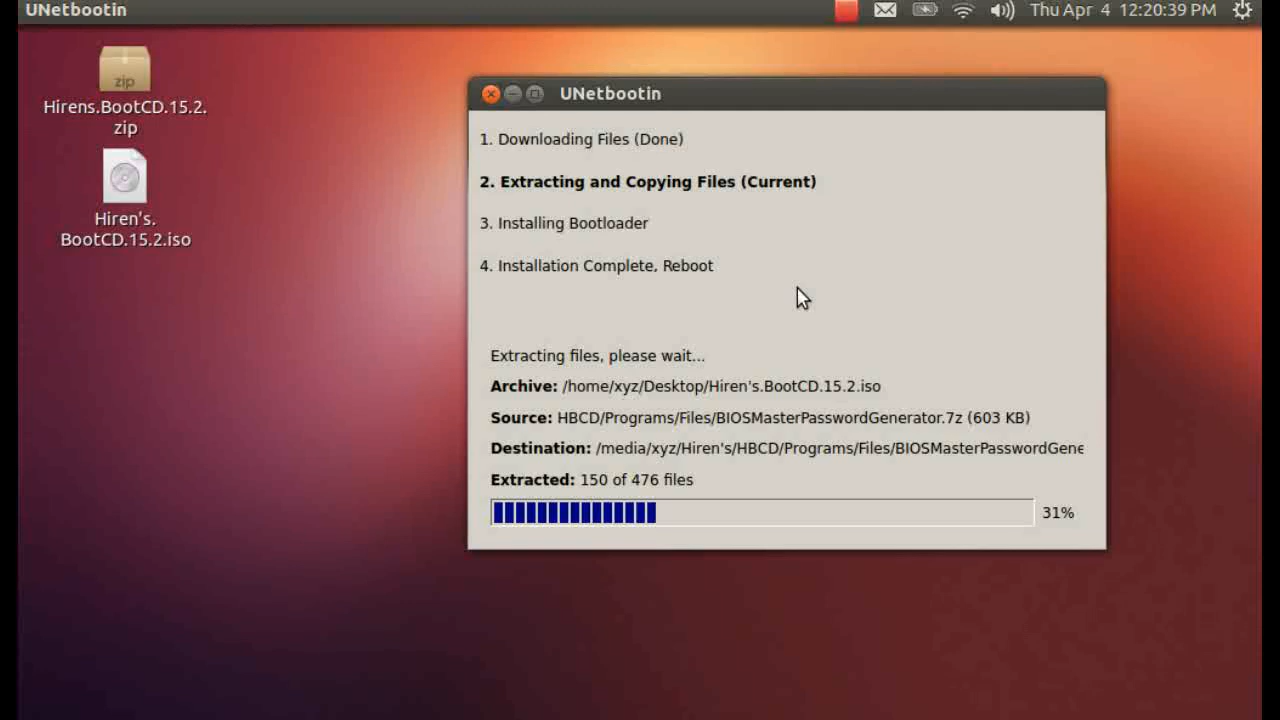 UNetbootin
Thu Apr 4 12:20:39 PM
zip
Hirens.BootCD.15.2.
zip
Hiren's.
BootCD.15.2.iso
UNetbootin
1. Downloading Files (Done)
2. Extracting and Copying Files (Current)
3. Installing Bootloader
4. Installation Complete, Reboot
Extracting files, please wait...
Archive: /home/xyz/Desktop/Hiren's.BootCD.15.2.iso
Source: HBCD/Programs/Files/BIOSMasterPasswordGenerator.7z (603 KB)
Destination: /media/xyz/Hiren's/HBCD/Programs/Files/BIOSMasterPasswordGene
Extracted: 150 of 476 files
31%